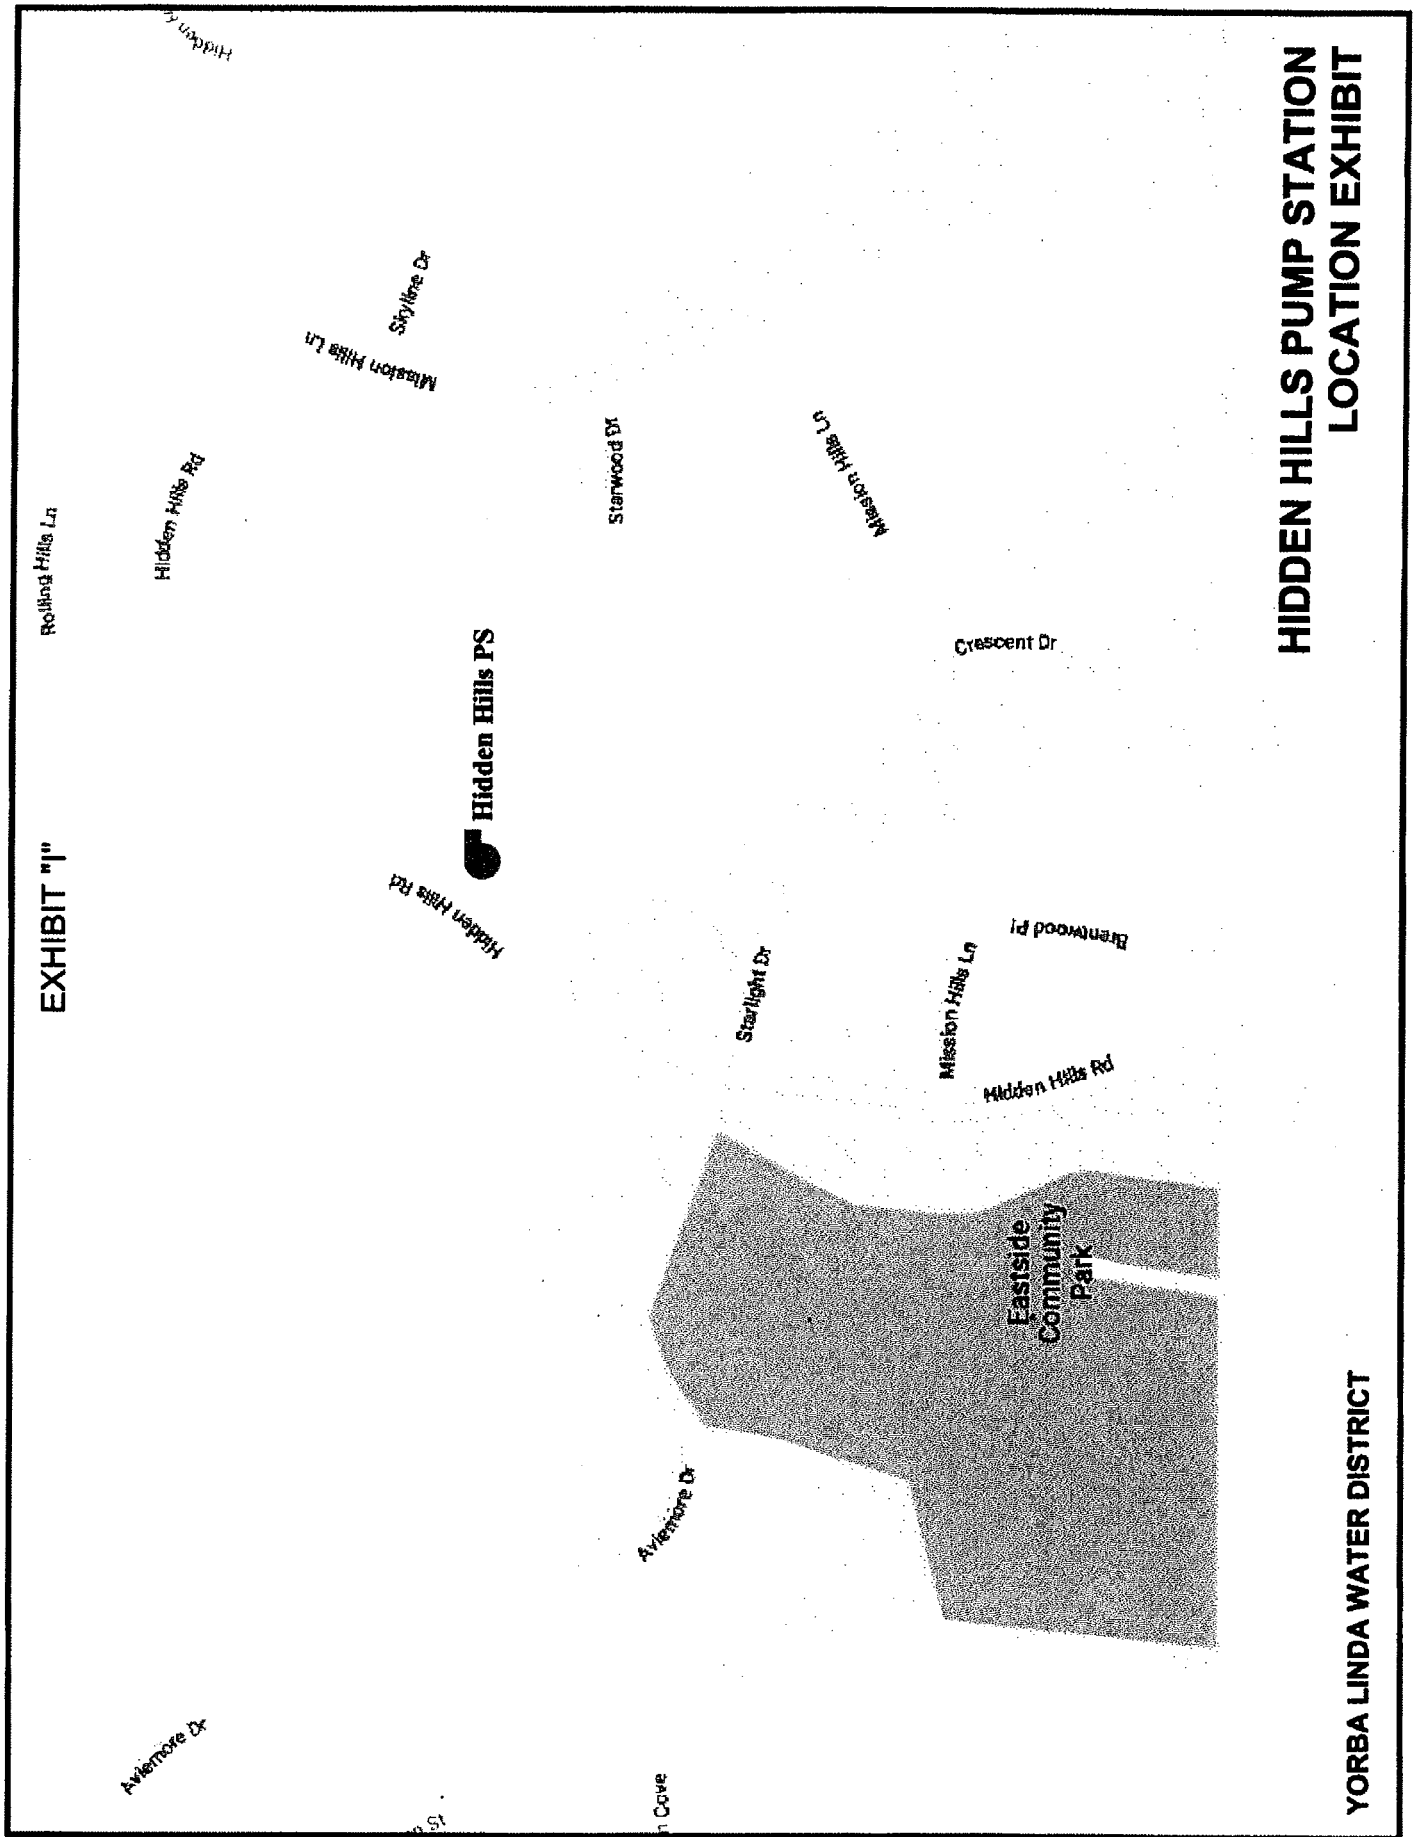 EXHIBIT "I"
Aviemore Dr
Rolling Hills Ln
Hidden Hills Rd
Hidden
Mission Hills Ln
Skyline Dr
Hidden Hills Rd
Hidden Hills PS
Starwood Dr
Cove
Aviemore Dr
Starlight Dr
Mission Hills Ln
Mission Hills Ln
Crescent Dr
Hidden Hills Rd
Brentwood Pl
Eastside
Community
Park
HIDDEN HILLS PUMP STATION
LOCATION EXHIBIT
YORBA LINDA WATER DISTRICT